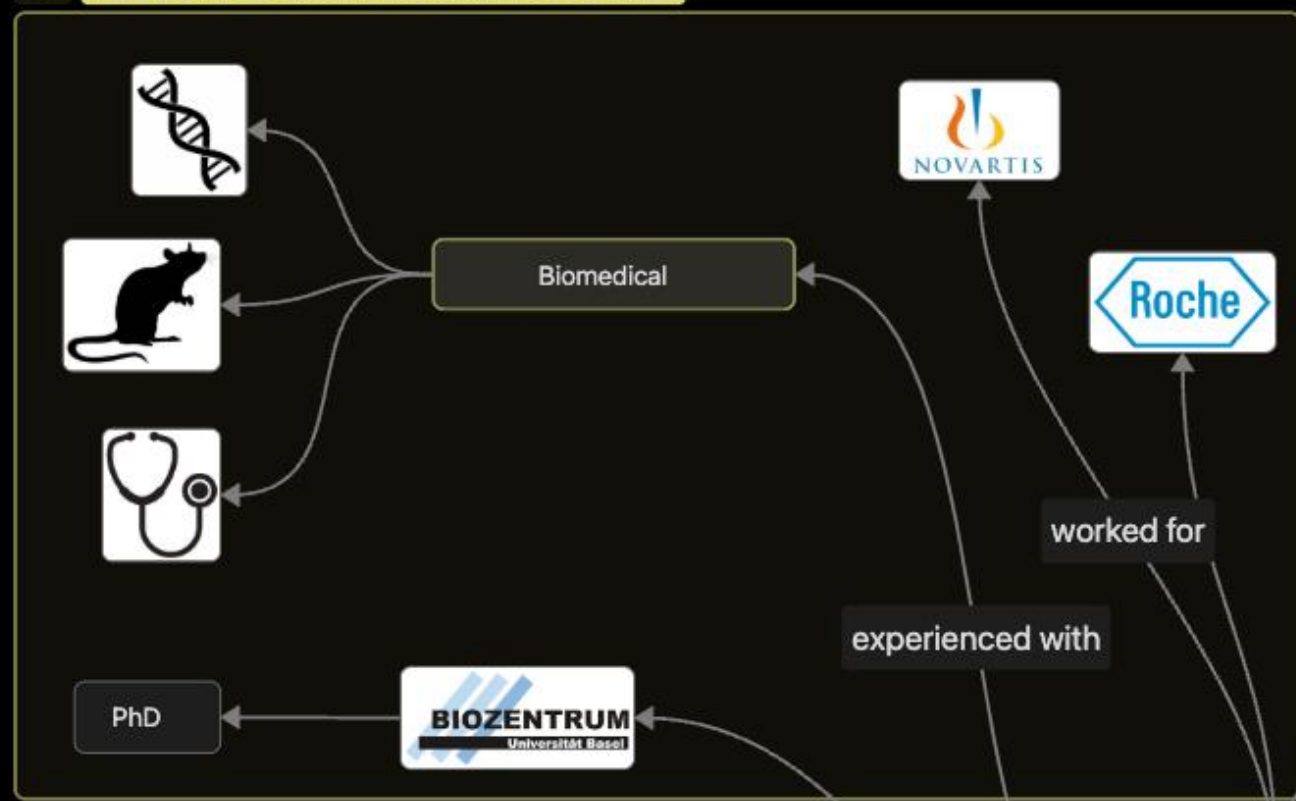 NOVARTIS
Biomedical
Roche
worked for
experienced with
PhD
BIOZENTRUM
Universität Basel